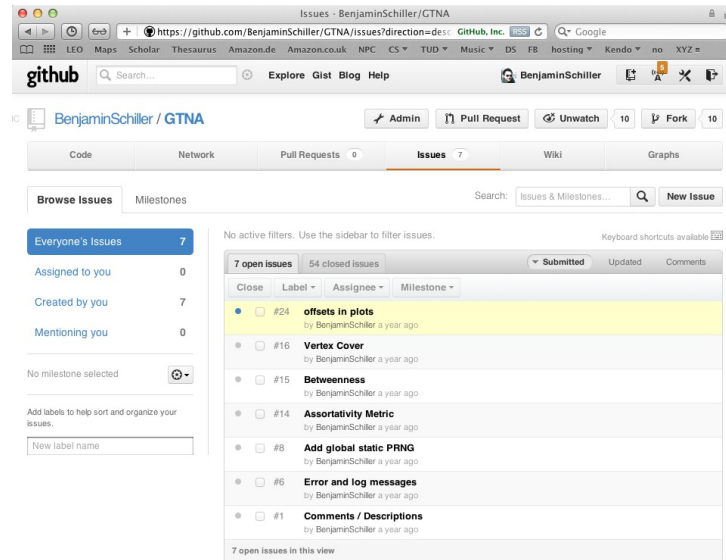 Issues · BenjaminSchiller/GTNA
https://github.com/BenjaminSchiller/GTNA/issues?direction=desc GitHub, Inc. RSS Google
LEO Maps Scholar Thesaurus Amazon.de Amazon.co.uk NPC CS TUD Music DS FB hosting Kendo no XYZ
github Search... Explore Gist Blog Help BenjaminSchiller 5
BenjaminSchiller / GTNA Admin Pull Request Unwatch 10 Fork 10
Code Network Pull Requests 0 Issues 7 Wiki Graphs
Browse Issues Milestones Search: Issues & Milestones... New Issue
Everyone's Issues 7
Assigned to you 0
Created by you 7
Mentioning you 0
No milestone selected
Add labels to help sort and organize your
issues.
New label name
No active filters. Use the sidebar to filter issues. Keyboard shortcuts available
7 open issues 54 closed issues Submitted Updated Comments
Close Label Assignee Milestone
#24 offsets in plots
by BenjaminSchiller a year ago
#16 Vertex Cover
by BenjaminSchiller a year ago
#15 Betweenness
by BenjaminSchiller a year ago
#14 Assortativity Metric
by BenjaminSchiller a year ago
#8 Add global static PRNG
by BenjaminSchiller a year ago
#6 Error and log messages
by BenjaminSchiller a year ago
#1 Comments / Descriptions
by BenjaminSchiller a year ago
7 open issues in this view